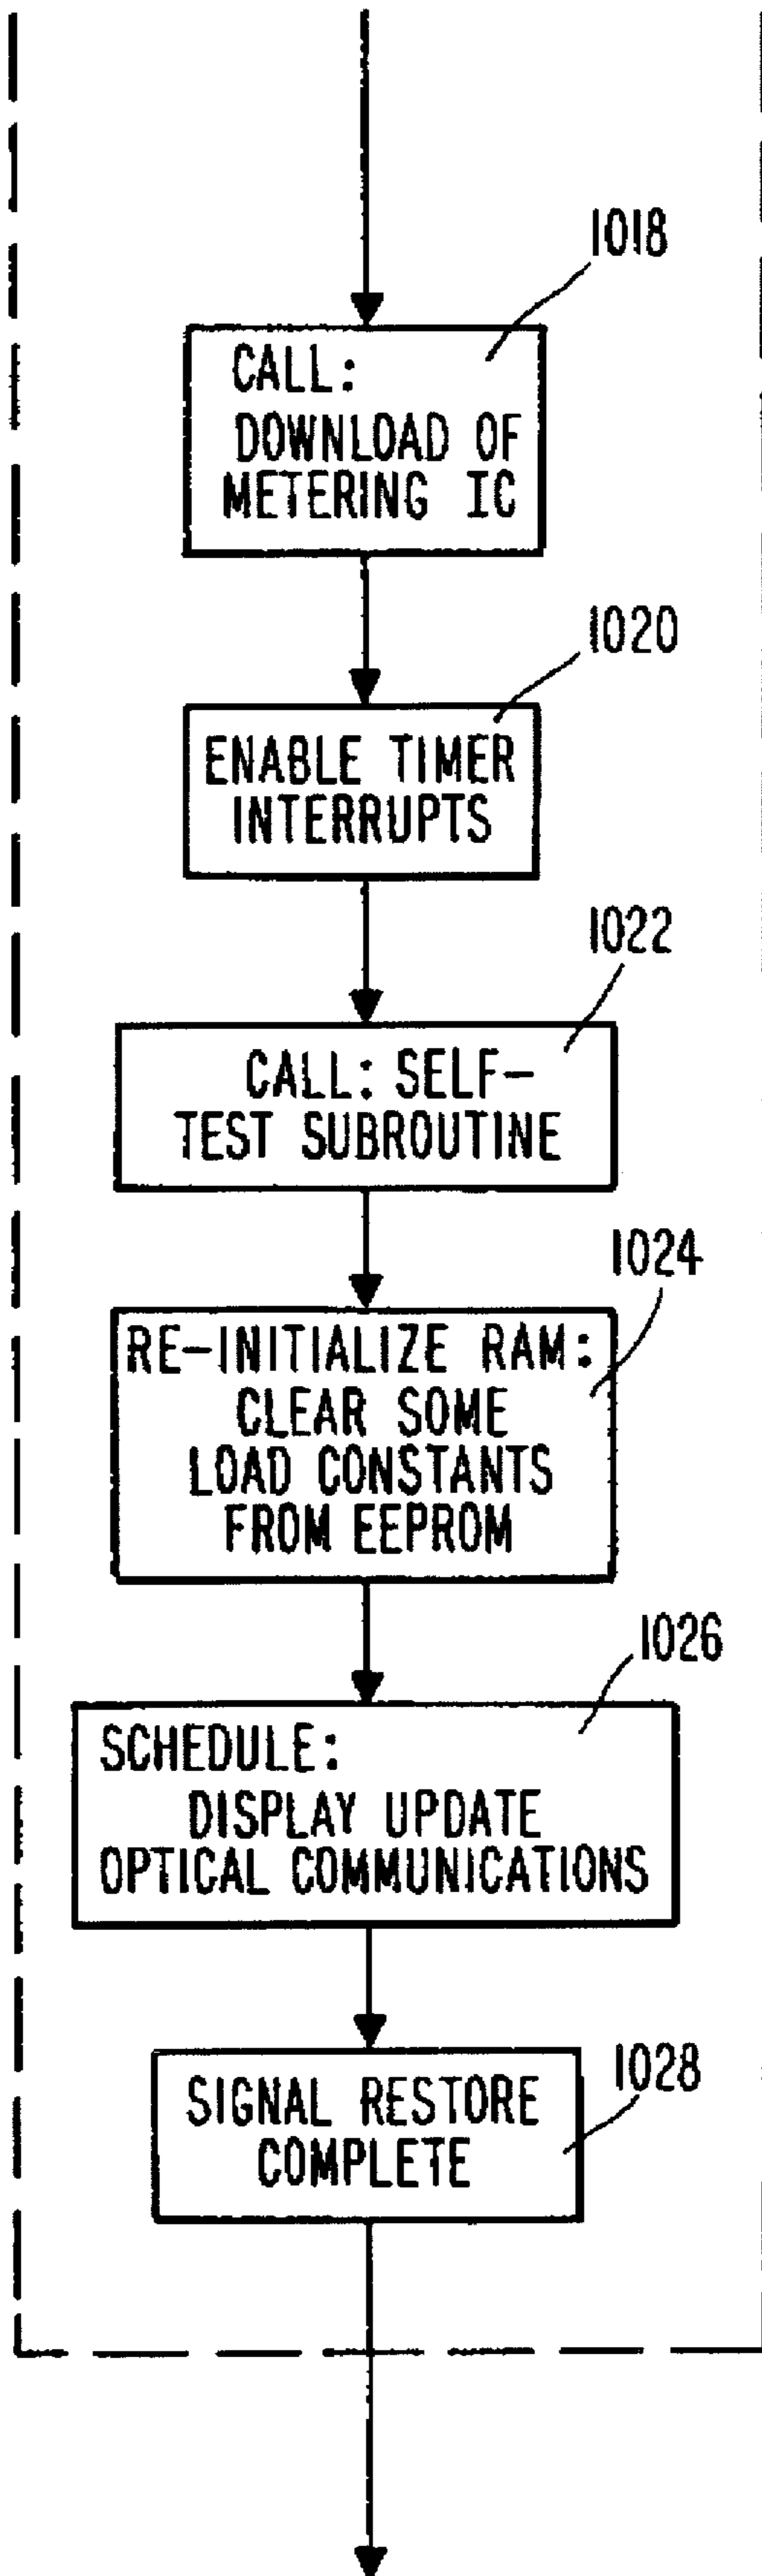 1018
CALL:
DOWNLOAD OF
METERING IC
1020
ENABLE TIMER
INTERRUPTS
1022
CALL: SELF-
TEST SUBROUTINE
1024
RE-INITIALIZE RAM:
CLEAR SOME
LOAD CONSTANTS
FROM EEPROM
1026
SCHEDULE:
DISPLAY UPDATE
OPTICAL COMMUNICATIONS
1028
SIGNAL RESTORE
COMPLETE